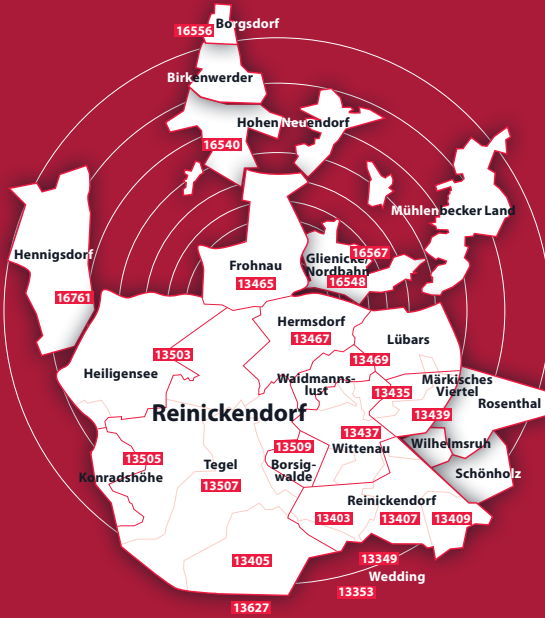 Borgsdorf
16556
Birkenwerder
Hohen Neuendorf
16540
Mühlenbecker Land
Hennigsdorf
16761
Frohnau
13465
Glienicke/
Nordbahn
16567
16548
Hermsdorf
13467
Lübars
13503
13469
Heiligensee
Waidmanns-
lust
13435
Märkisches
Viertel
Rosenthal
Reinickendorf
13439
13437
Wilhelmsruh
13505
Konradshöhe
Tegel
13507
13509
Borsig-
walde
Wittenau
Schönholz
Reinickendorf
13403
13407
13409
13405
13349
Wedding
13353
13627